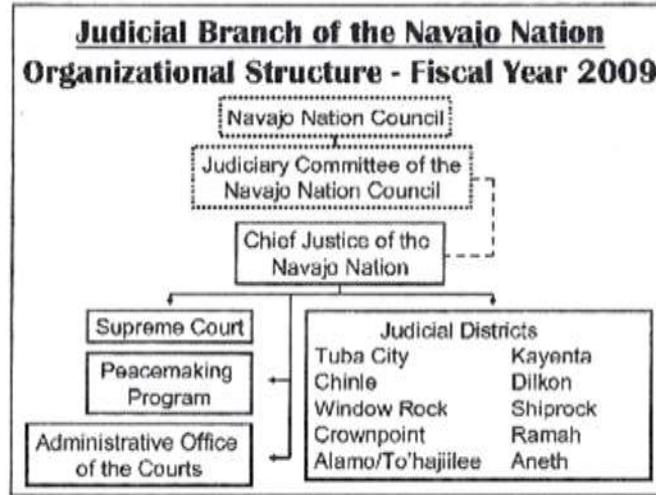 Judicial Branch of the Navajo Nation
Organizational Structure - Fiscal Year 2009
Navajo Nation Council
Judiciary Committee of the
Navajo Nation Council
Chief Justice of the
Navajo Nation
Supreme Court
Peacemaking
Program
Administrative Office
of the Courts
Judicial Districts
Tuba City Kayenta
Chinle Dilkon
Window Rock Shiprock
Crownpoint Ramah
Alamo/To'hajiilee Aneth